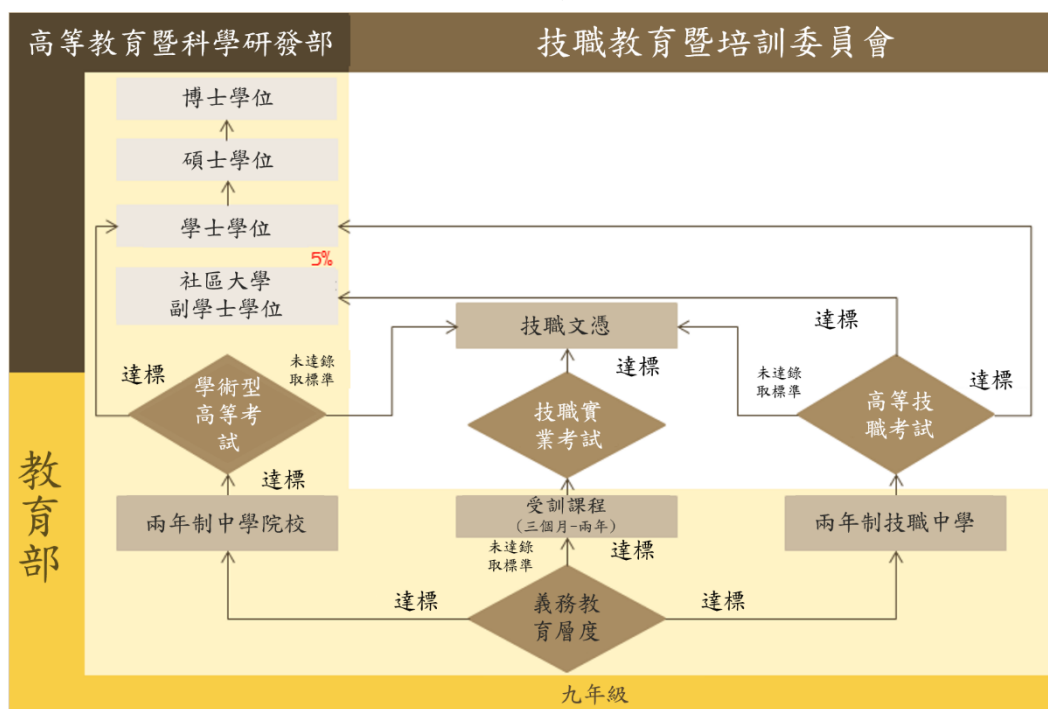 高等教育暨科學研發部
技職教育暨培訓委員會
博士學位
碩士學位
學士學位
5%
社區大學
副學士學位
技職文憑
達標
達標
未達錄
取標準
學術型
高等考
試
達標
技職實
業考試
未達錄
取標準
高等技
職考試
達標
達標
教育部
兩年制中學院校
受訓課程
(三個月-兩年)
兩年制技職中學
未達錄
取標準
達標
達標
義務教
育層度
達標
九年級